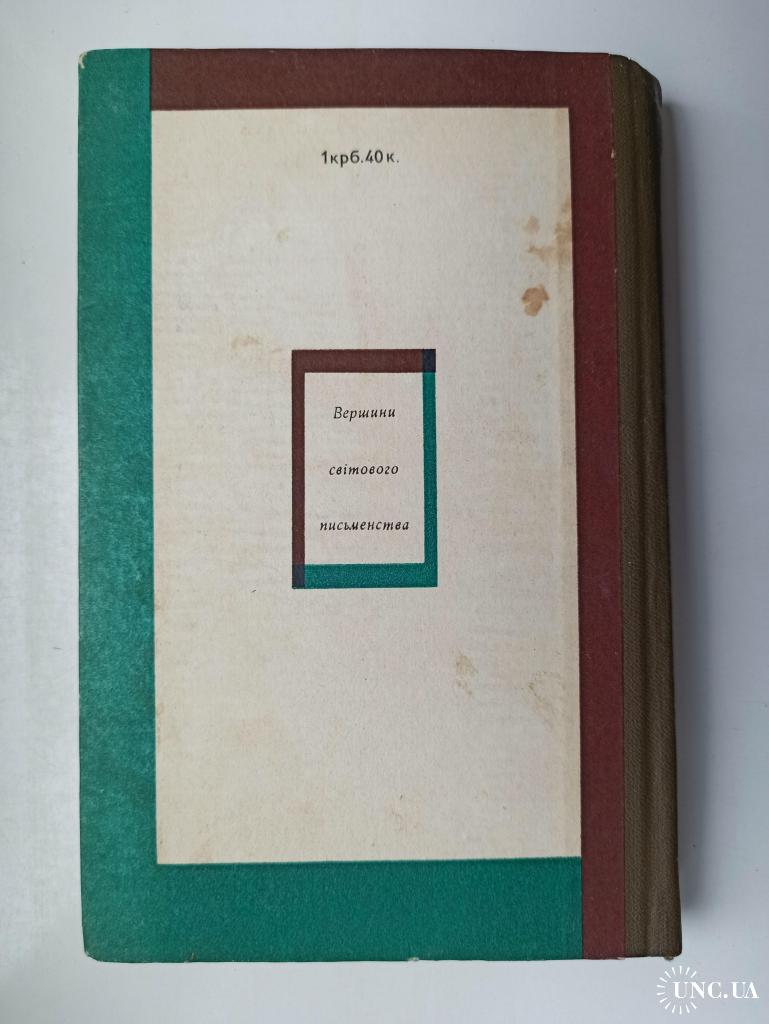 1крб.40к.
Вершини
світового
письменства
UNC.UA